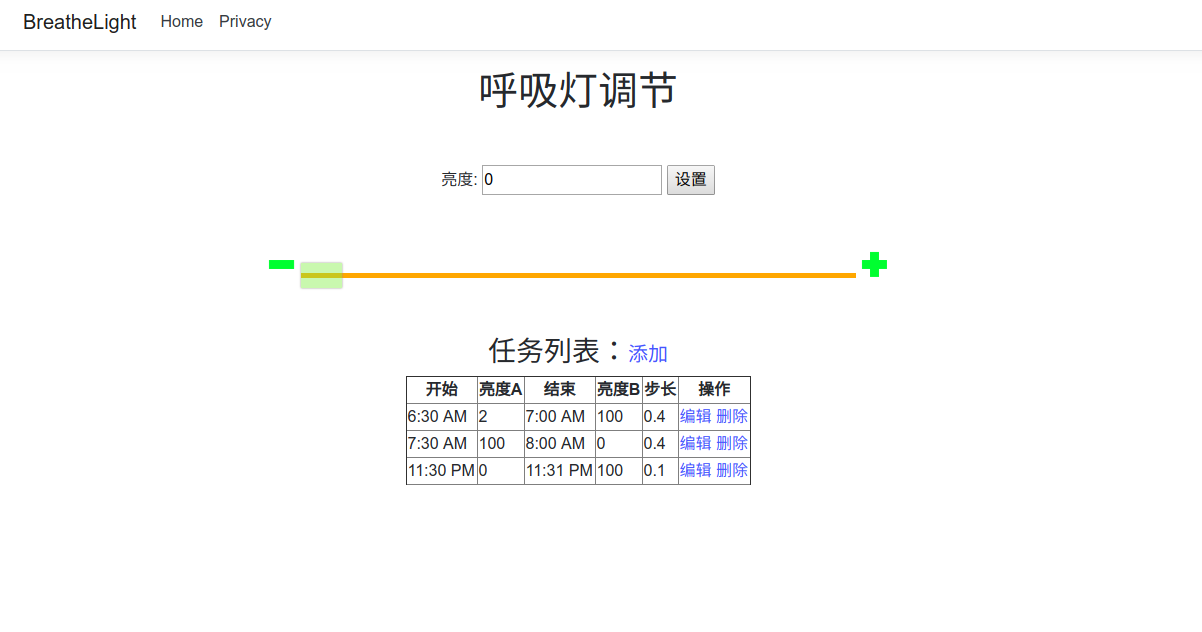 BreatheLight Home Privacy
呼吸灯调节
亮度: 0 设置
任务列表：添加
开始 亮度A 结束 亮度B 步长 操作
6:30 AM 2 7:00 AM 100 0.4 编辑 删除
7:30 AM 100 8:00 AM 0 0.4 编辑 删除
11:30 PM 0 11:31 PM 100 0.1 编辑 删除